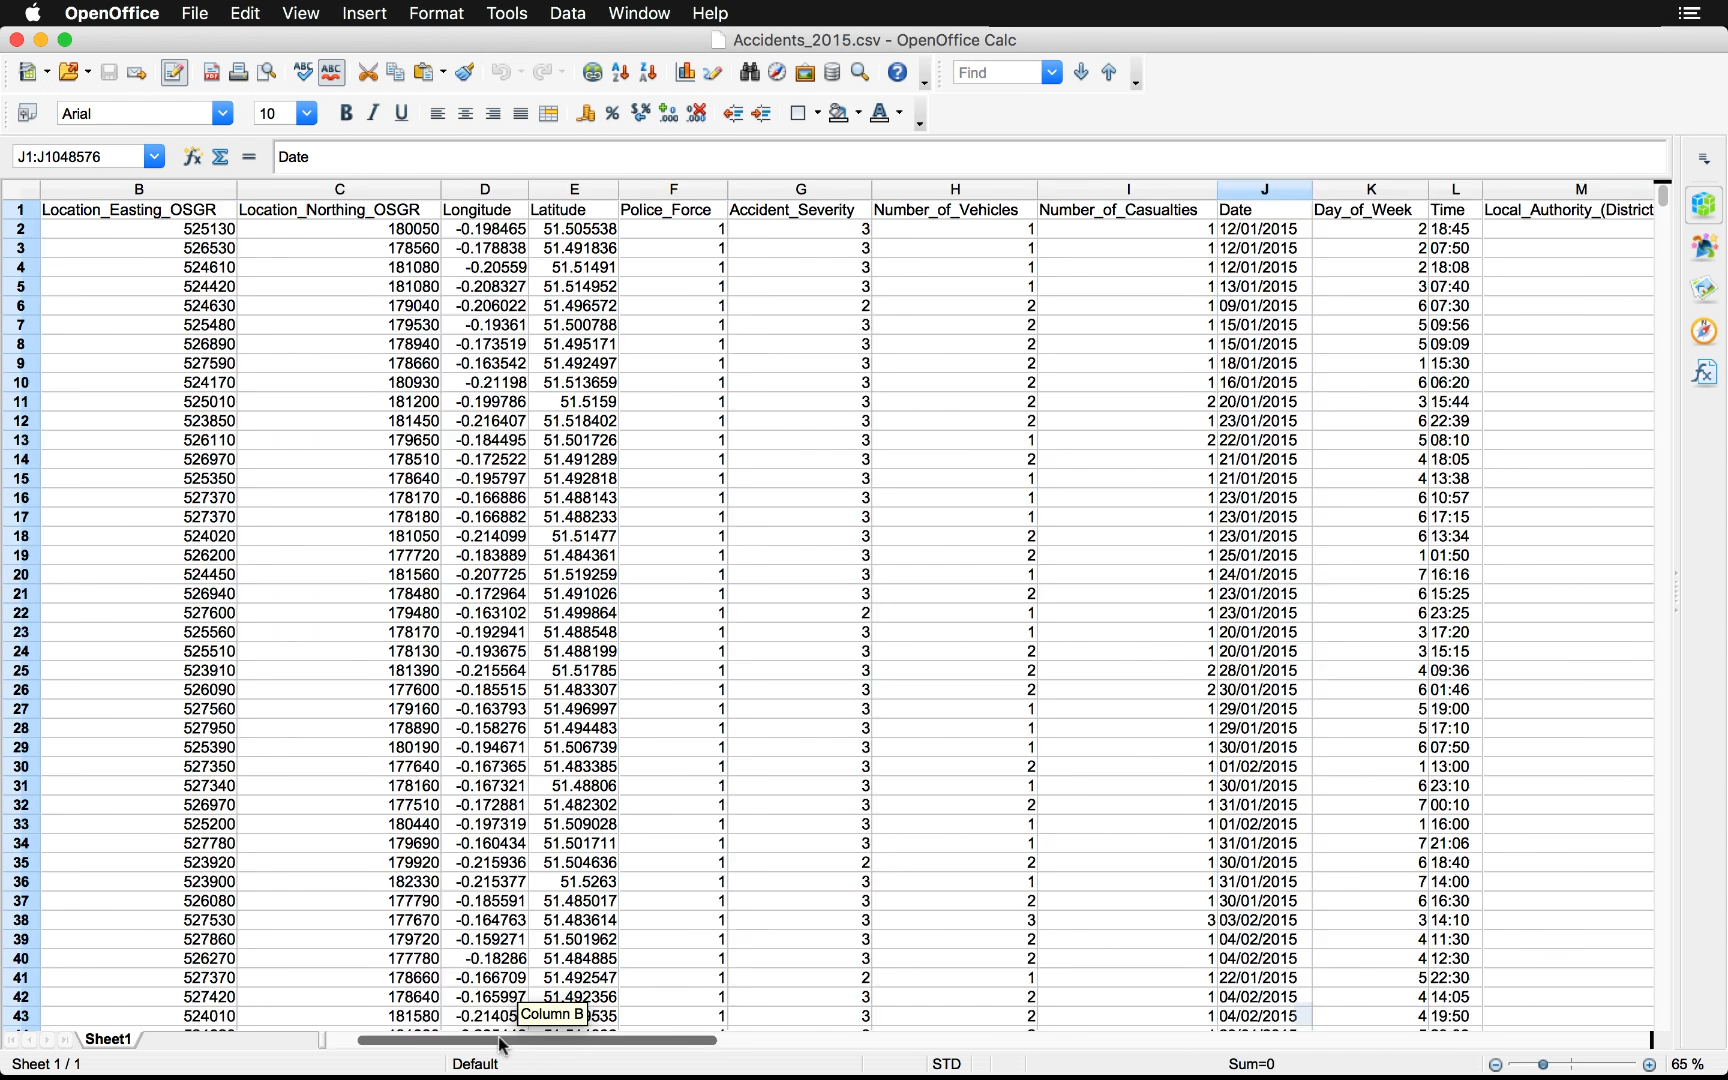 OpenOffice File Edit View Insert Format Tools Data Window Help
Accidents_2015.csv - OpenOffice Calc
ABC ABC Find
Arial 10 B I U
J1:J1048576 Date
B C D E F G H I J K L M
1 Location_Easting_OSGR Location_Northing_OSGR Longitude Latitude Police_Force Accident_Severity Number_of_Vehicles Number_of_Casualties Date Day_of_Week Time Local_Authority_(District
2 525130 180050 -0.198465 51.505538 1 3 1 1 12/01/2015 2 18:45
3 526530 178560 -0.178838 51.491836 1 3 1 1 12/01/2015 2 07:50
4 524610 181080 -0.20559 51.51491 1 3 1 1 12/01/2015 2 18:08
5 524420 181080 -0.208327 51.514952 1 3 1 1 13/01/2015 3 07:40
6 524630 179040 -0.206022 51.496572 1 2 2 1 09/01/2015 6 07:30
7 525480 179530 -0.19361 51.500788 1 3 2 1 15/01/2015 5 09:56
8 526890 178940 -0.173519 51.495171 1 3 2 1 15/01/2015 5 09:09
9 527590 178660 -0.163542 51.492497 1 3 2 1 18/01/2015 1 15:30
10 524170 180930 -0.21198 51.513659 1 3 2 1 16/01/2015 6 06:20
11 525010 181200 -0.199786 51.5159 1 3 2 2 20/01/2015 3 15:44
12 523850 181450 -0.216407 51.518402 1 3 2 1 23/01/2015 6 22:39
13 526110 179650 -0.184495 51.501726 1 3 1 2 22/01/2015 5 08:10
14 526970 178510 -0.172522 51.491289 1 3 2 1 21/01/2015 4 18:05
15 525350 178640 -0.195797 51.492818 1 3 1 1 21/01/2015 4 13:38
16 527370 178170 -0.166886 51.488143 1 3 1 1 23/01/2015 6 10:57
17 527370 178180 -0.166882 51.488233 1 3 1 1 23/01/2015 6 17:15
18 524020 181050 -0.214099 51.51477 1 3 2 1 23/01/2015 6 13:34
19 526200 177720 -0.183889 51.484361 1 3 2 1 25/01/2015 1 01:50
20 524450 181560 -0.207725 51.519259 1 3 1 1 24/01/2015 7 16:16
21 526940 178480 -0.172964 51.491026 1 3 2 1 23/01/2015 6 15:25
22 527600 179480 -0.163102 51.499864 1 2 1 1 23/01/2015 6 23:25
23 525560 178170 -0.192941 51.488548 1 3 1 1 20/01/2015 3 17:20
24 525510 178130 -0.193675 51.488199 1 3 2 1 20/01/2015 3 15:15
25 523910 181390 -0.215564 51.51785 1 3 2 2 28/01/2015 4 09:36
26 526090 177600 -0.185515 51.483307 1 3 2 2 30/01/2015 6 01:46
27 527560 179160 -0.163793 51.496997 1 3 1 1 29/01/2015 5 19:00
28 527950 178890 -0.158276 51.494483 1 3 1 1 29/01/2015 5 17:10
29 525390 180190 -0.194671 51.506739 1 3 1 1 30/01/2015 6 07:50
30 527350 177640 -0.167365 51.483385 1 3 2 1 01/02/2015 1 13:00
31 527340 178160 -0.167321 51.48806 1 3 1 1 30/01/2015 6 23:10
32 526970 177510 -0.172881 51.482302 1 3 2 1 31/01/2015 7 00:10
33 525200 180440 -0.197319 51.509028 1 3 1 1 01/02/2015 1 16:00
34 527780 179690 -0.160434 51.501711 1 3 1 1 31/01/2015 7 21:06
35 523920 179920 -0.215936 51.504636 1 2 2 1 30/01/2015 6 18:40
36 523900 182330 -0.215377 51.5263 1 3 1 1 31/01/2015 7 14:00
37 526080 177790 -0.185591 51.485017 1 3 2 1 30/01/2015 6 16:30
38 527530 177670 -0.164763 51.483614 1 3 3 3 03/02/2015 3 14:10
39 527860 179720 -0.159271 51.501962 1 3 2 1 04/02/2015 4 11:30
40 526270 177780 -0.18286 51.484885 1 3 2 1 04/02/2015 4 12:30
41 527370 178660 -0.166709 51.492547 1 2 1 1 22/01/2015 5 22:30
42 527420 178640 -0.165997 51.492356 1 3 2 1 04/02/2015 4 14:05
43 524010 181580 -0.21405 Column B 9535 1 3 2 1 04/02/2015 4 19:50
Sheet1
Sheet 1 / 1 Default STD Sum=0 65 %